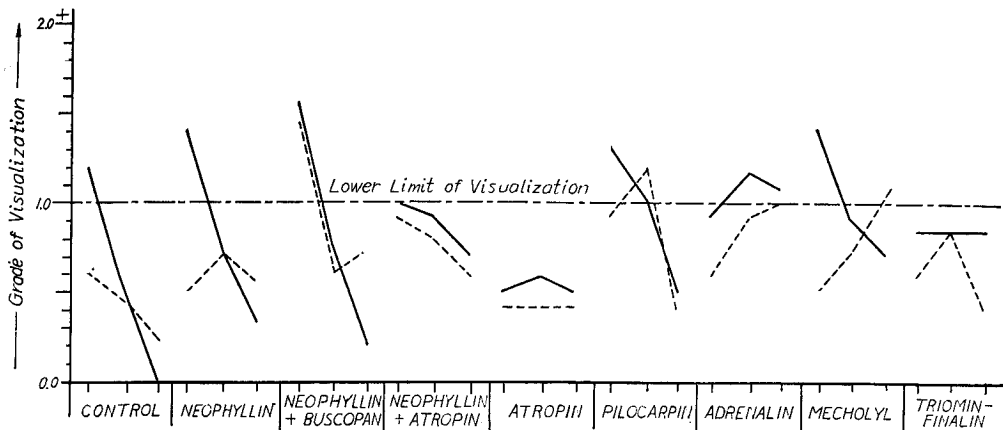 2.0
±
Grade of Visualization
Lower Limit of Visualization
1.0
0.0
CONTROL
NEOPHYLLIN
NEOPHYLLIN
+ BUSCOPAN
NEOPHYLLIN
+ ATROPIN
ATROPIN
PILOCARPIN
ADRENALIN
MECHOLYL
TRIOMIN-
FINALIN